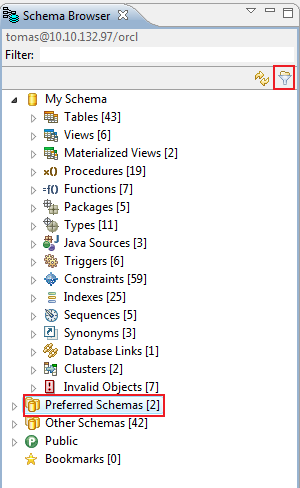 Schema Browser
tomas@10.10.132.97/orcl
Filter:
My Schema
Tables [43]
Views [6]
Materialized Views [2]
x() Procedures [19]
f() Functions [7]
Packages [5]
Types [11]
Java Sources [3]
Triggers [6]
Constraints [59]
Indexes [25]
Sequences [5]
Synonyms [3]
Database Links [1]
Clusters [2]
Invalid Objects [7]
Preferred Schemas [2]
Other Schemas [42]
P Public
Bookmarks [0]